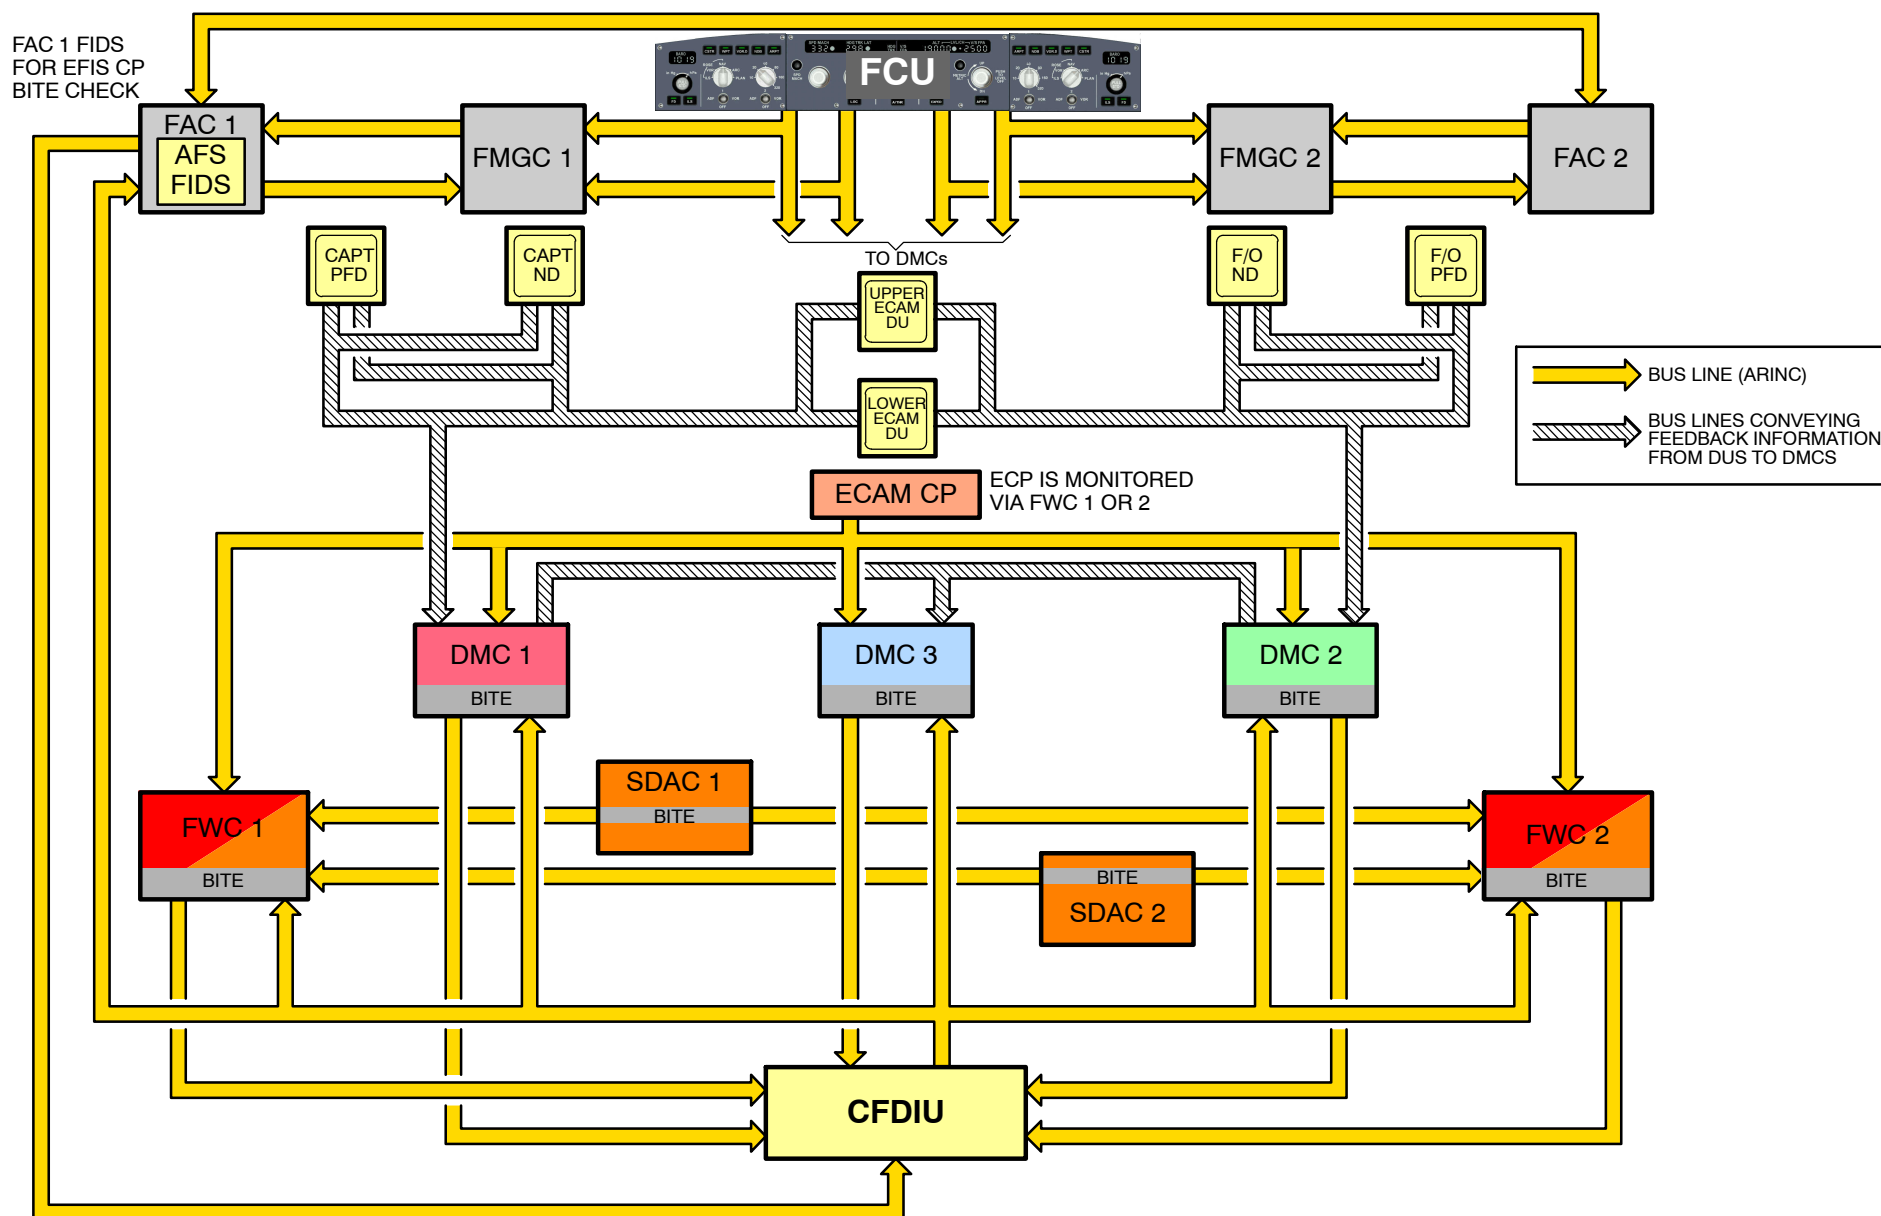 FAC 1 FIDS
FOR EFIS CP
BITE CHECK
FCU
FAC 1
AFS
FIDS
FMGC 1
FMGC 2
FAC 2
TO DMCs
CAPT
PFD
CAPT
ND
UPPER
ECAM
DU
F/O
ND
F/O
PFD
LOWER
ECAM
DU
BUS LINE (ARINC)
BUS LINES CONVEYING
FEEDBACK INFORMATION
FROM DUS TO DMCS
ECAM CP
ECP IS MONITORED
VIA FWC 1 OR 2
DMC 1
BITE
DMC 3
BITE
DMC 2
BITE
SDAC 1
BITE
FWC 1
BITE
FWC 2
BITE
BITE
SDAC 2
CFDIU